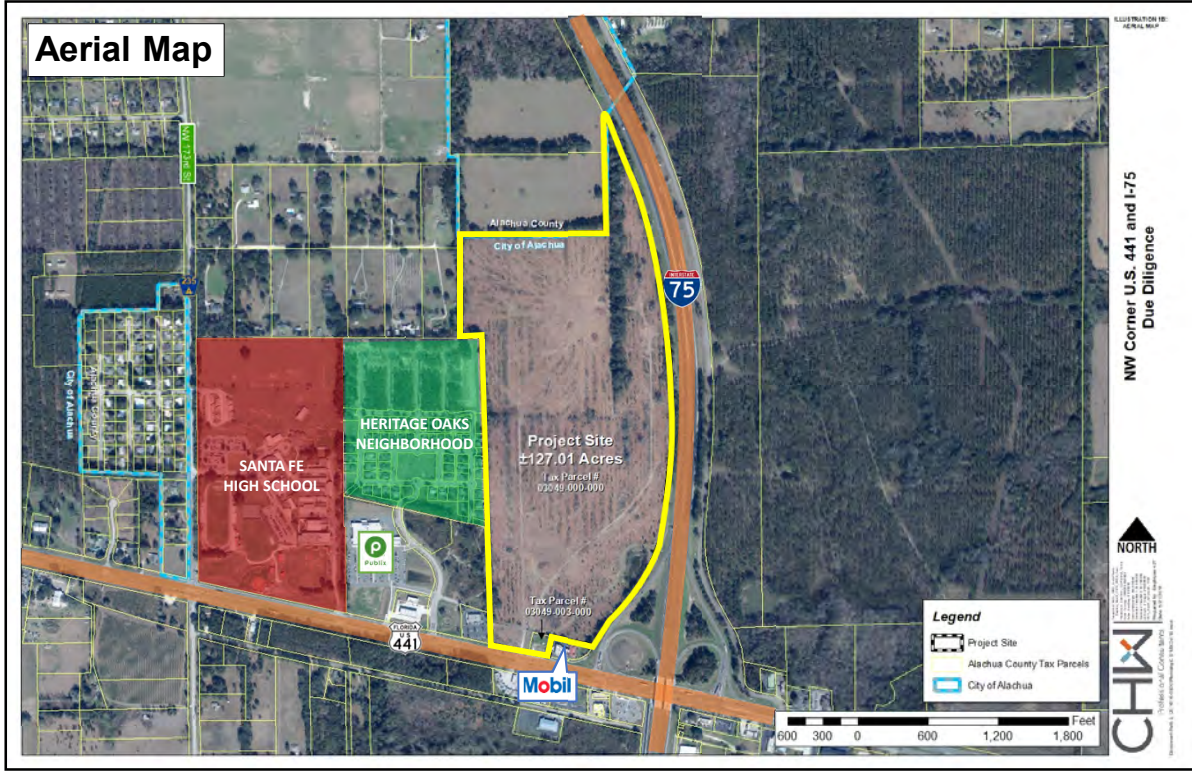 Aerial Map
ILLUSTRATION 1B:
AERIAL MAP
NW 173rd St
Alachua County
City of Alachua
INTERSTATE
75
235
City of Alachua
Alachua County
NW Corner U.S. 441 and I-75
Due Diligence
HERITAGE OAKS
NEIGHBORHOOD
SANTA FE
HIGH SCHOOL
Project Site
±127.01 Acres
Tax Parcel #
03049-000-000
P
Publix
NORTH
Tax Parcel #
03049-003-000
FLORIDA
US
441
Mobil
Legend
Project Site
Alachua County Tax Parcels
City of Alachua
600 300 0 600 1,200 1,800 Feet
CHW
Professional Consultants